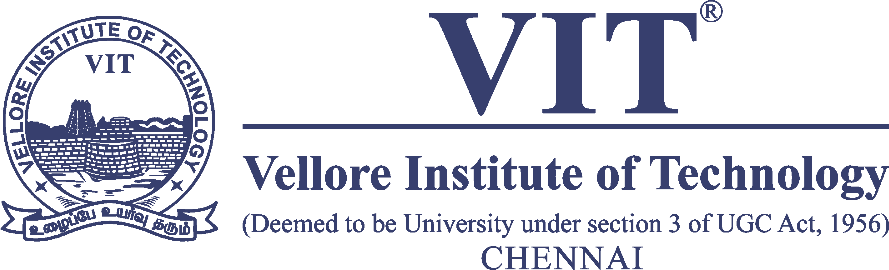 VELLORE INSTITUTE OF TECHNOLOGY
VIT
உழைப்பே உயர்வு தரும்
VIT®
Vellore Institute of Technology
(Deemed to be University under section 3 of UGC Act, 1956)
CHENNAI